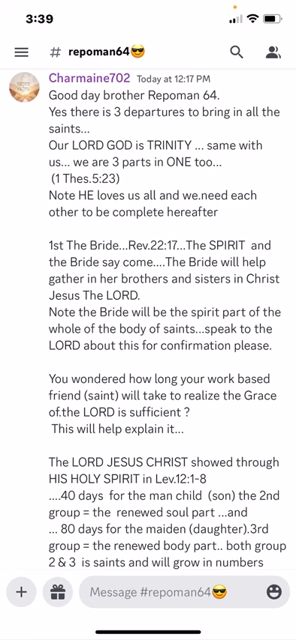 3:39
# repoman64😎
Charmaine702 Today at 12:17 PM
Good day brother Repoman 64.
Yes there is 3 departures to bring in all the
saints...
Our LORD GOD is TRINITY ... same with
us... we are 3 parts in ONE too...
(1 Thes.5:23)
Note HE loves us all and we.need each
other to be complete hereafter
1st The Bride...Rev.22:17...The SPIRIT and
the Bride say come....The Bride will help
gather in her brothers and sisters in Christ
Jesus The LORD.
Note the Bride will be the spirit part of the
whole of the body of saints...speak to the
LORD about this for confirmation please.
You wondered how long your work based
friend (saint) will take to realize the Grace
of.the LORD is sufficient ?
This will help explain it...
The LORD JESUS CHRIST showed through
HIS HOLY SPIRIT in Lev.12:1-8
....40 days for the man child (son) the 2nd
group = the renewed soul part ...and
... 80 days for the maiden (daughter).3rd
group = the renewed body part.. both group
2 & 3 is saints and will grow in numbers
Message #repoman64😎